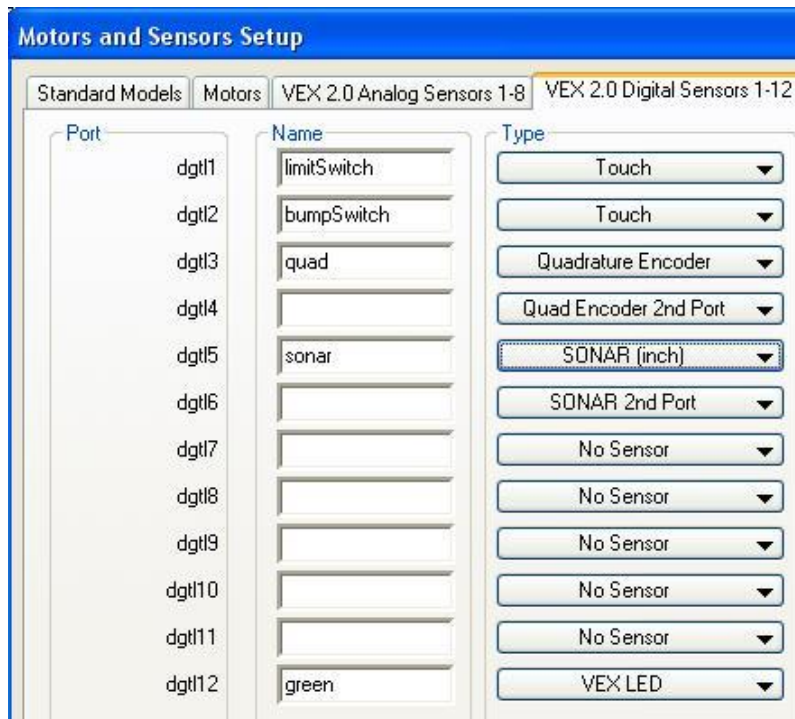 Motors and Sensors Setup
Standard Models Motors VEX 2.0 Analog Sensors 1-8 VEX 2.0 Digital Sensors 1-12
Port Name Type
dgtl1 limitSwitch Touch
dgtl2 bumpSwitch Touch
dgtl3 quad Quadrature Encoder
dgtl4 Quad Encoder 2nd Port
dgtl5 sonar SONAR (inch)
dgtl6 SONAR 2nd Port
dgtl7 No Sensor
dgtl8 No Sensor
dgtl9 No Sensor
dgtl10 No Sensor
dgtl11 No Sensor
dgtl12 green VEX LED